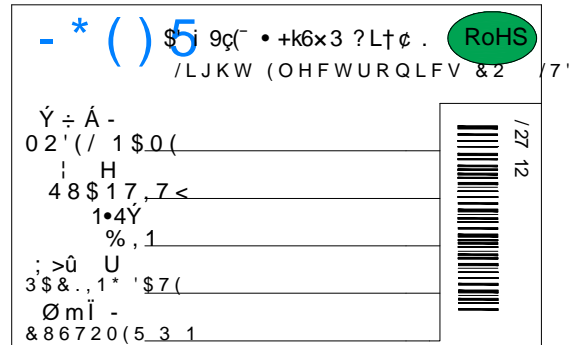 - * ( ) 5 $' i 9ç(¯ • +k6×3 ?L†¢ .
RoHS
/LJKW (OHFWURQLFV &2 /7'
Ý÷Á-
02'(/ 1$0(
¦ H
48$17,7<
1•4Ý
%,1
; >û U
3$&.,1* '$7(
ØmÏ -
&86720(5 3 1
/27 12